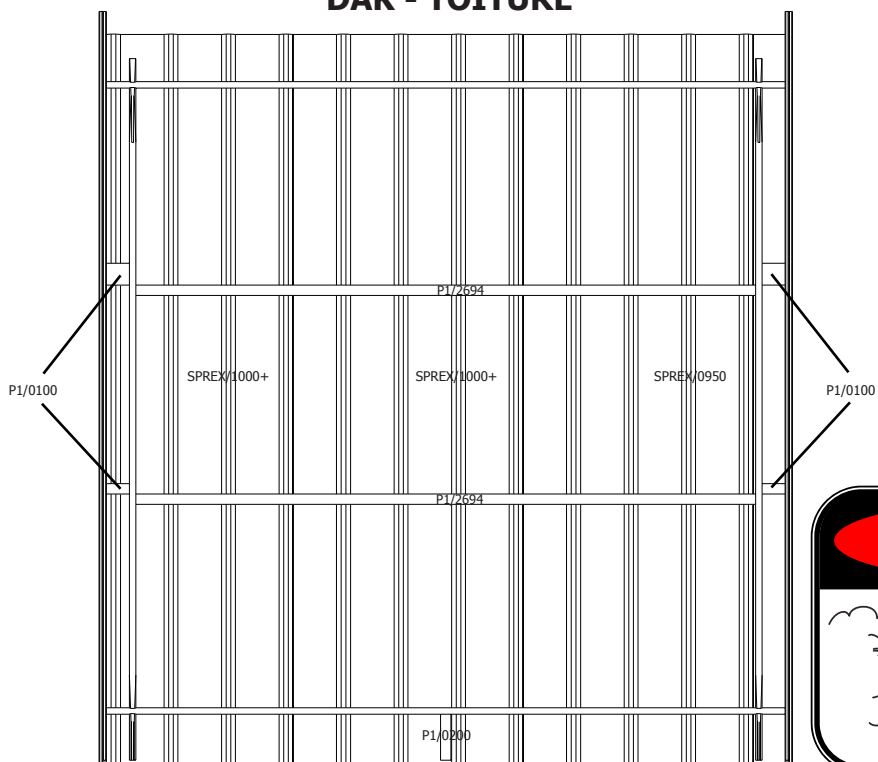 DAK - TOITURE
P1/2694
SPREX/1000+ SPREX/1000+ SPREX/0950
P1/0100 P1/0100
P1/2694
P1/0200